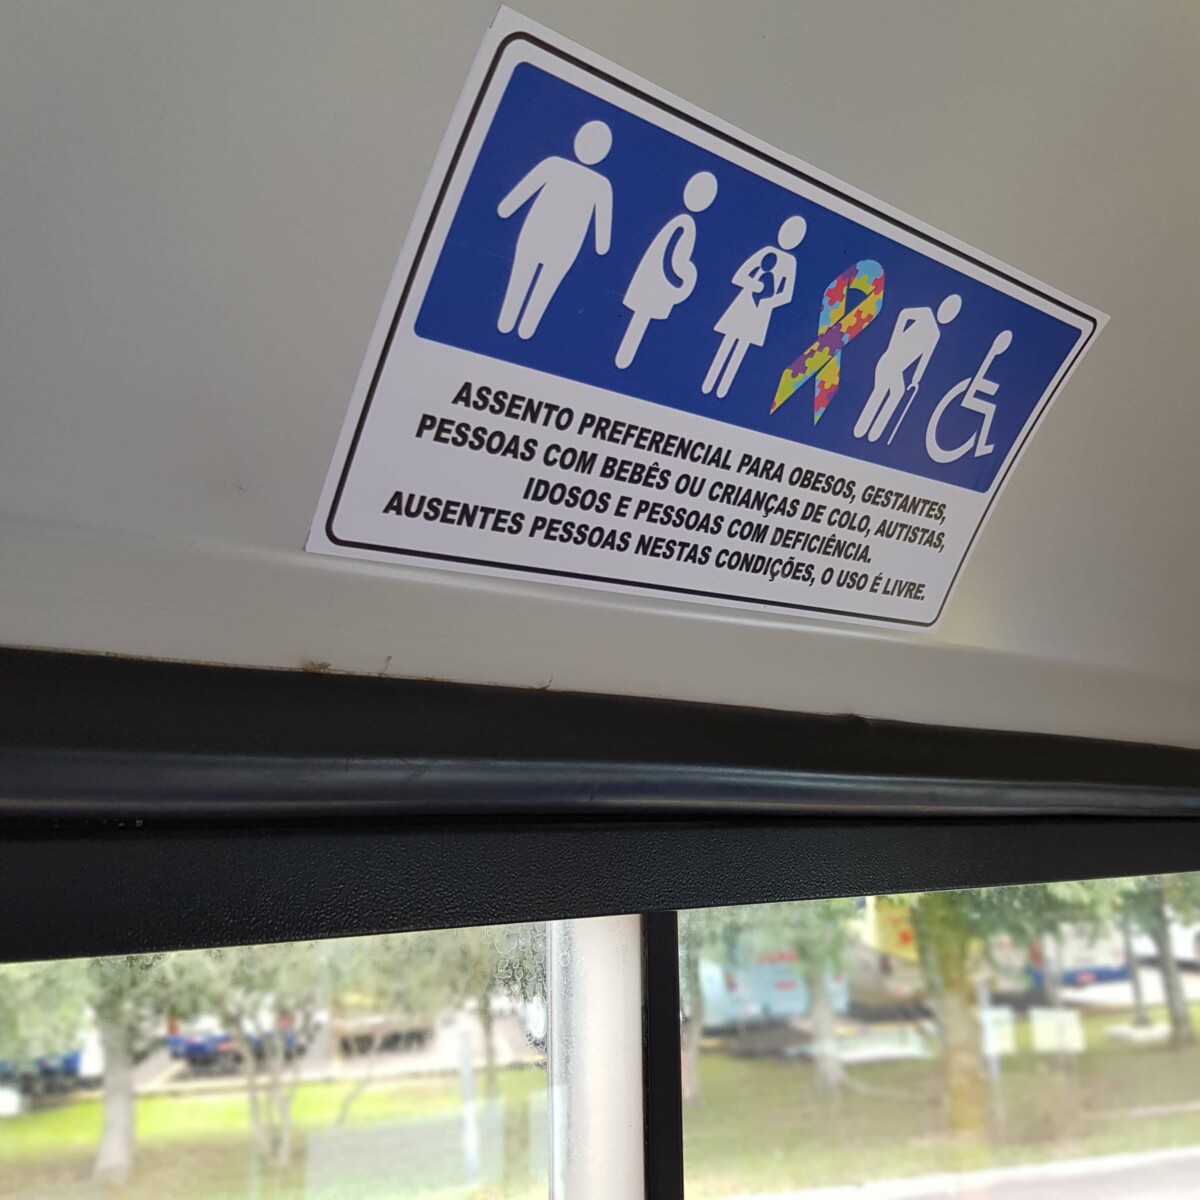 ASSENTO PREFERENCIAL PARA OBESOS, GESTANTES,
PESSOAS COM BEBÊS OU CRIANÇAS DE COLO, AUTISTAS,
IDOSOS E PESSOAS COM DEFICIÊNCIA.
AUSENTES PESSOAS NESTAS CONDIÇÕES, O USO É LIVRE.